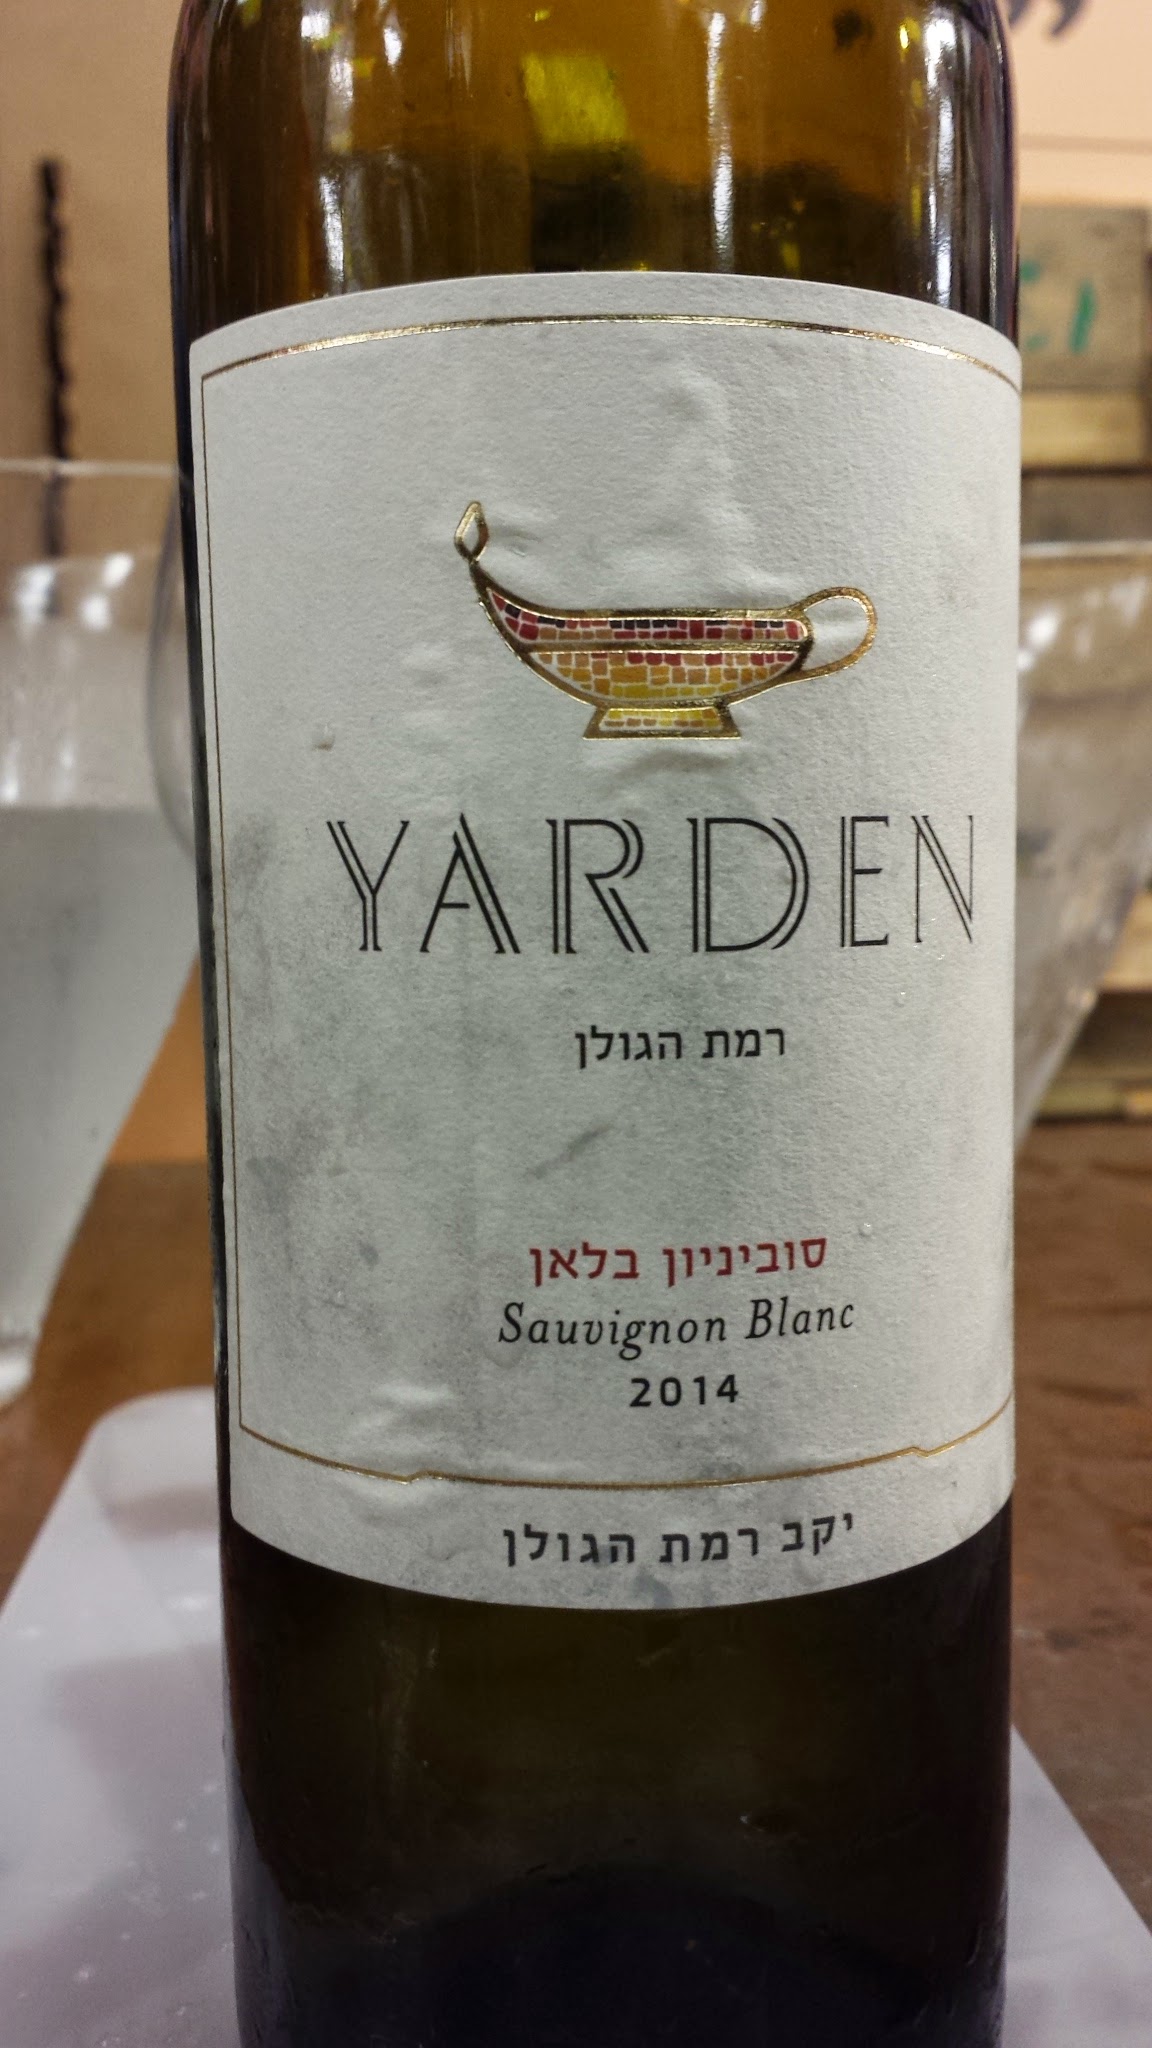 YARDEN
רמת הגולן
סוביניון בלאן
Sauvignon Blanc
2014
יקב רמת הגולן